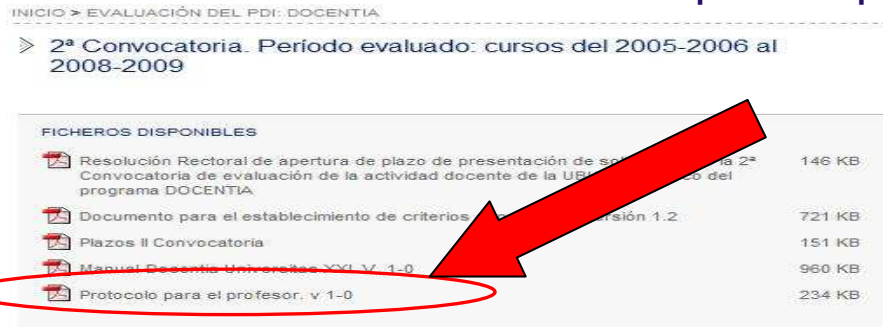 INICIO > EVALUACIÓN DEL PDI: DOCENTIA
2ª Convocatoria. Período evaluado: cursos del 2005-2006 al
2008-2009
FICHEROS DISPONIBLES
Resolución Rectoral de apertura de plazo de presentación de la 2ª 146 KB
Convocatoria de evaluación de la actividad docente de la del
programa DOCENTIA
Documento para el establecimiento de criterios 1.2 721 KB
Plazos II Convocatoria 151 KB
Manual Docentia Universitas XXI. V. 1-0 960 KB
Protocolo para el profesor. v 1-0 234 KB